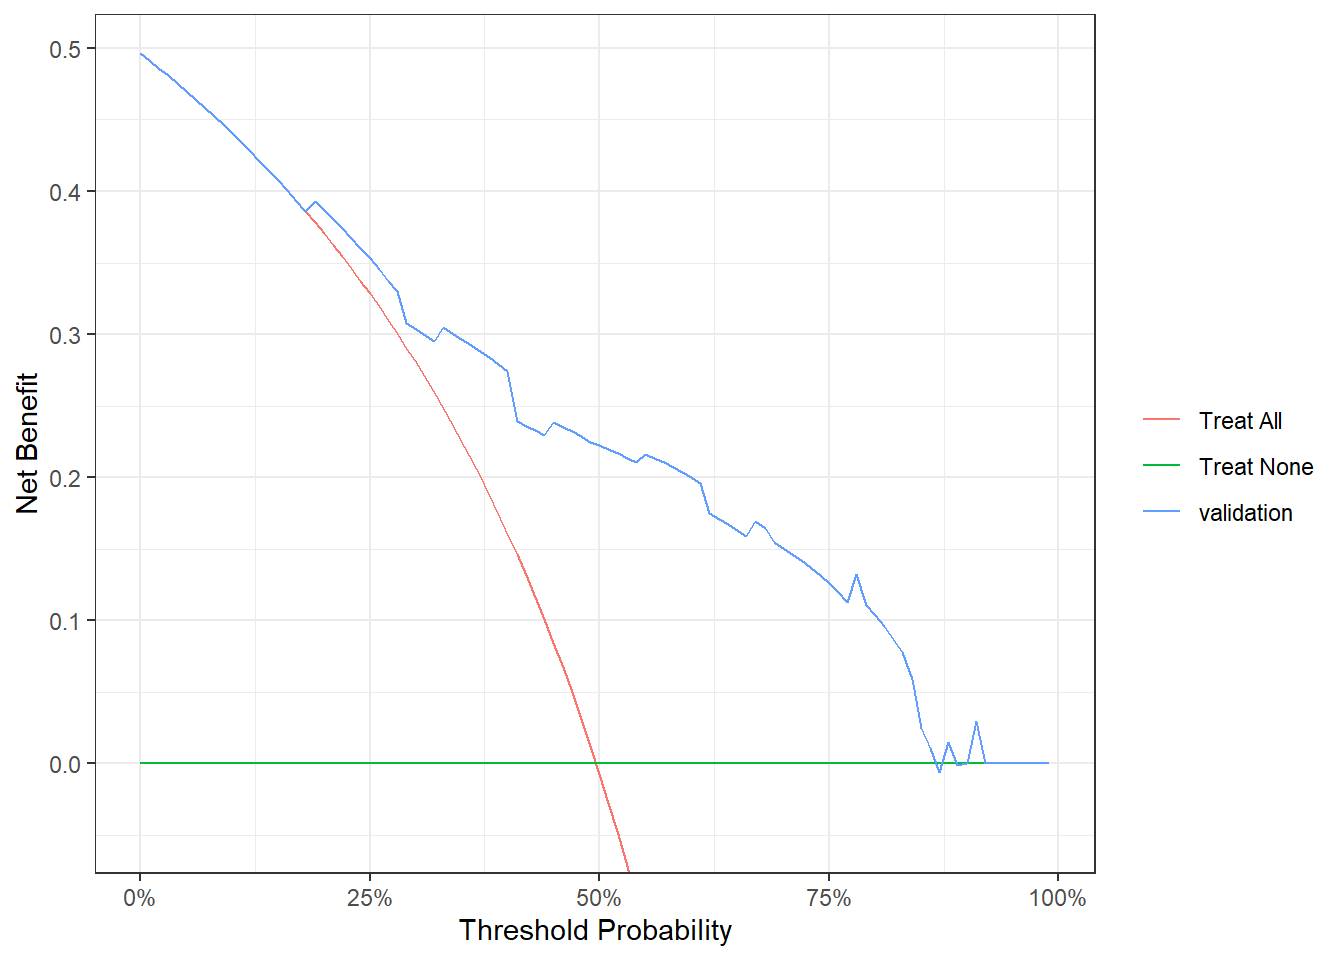 0.5
0.4
0.3
0.2
0.1
0.0
Net Benefit
0%
25%
50%
75%
100%
Threshold Probability
Treat All
Treat None
validation